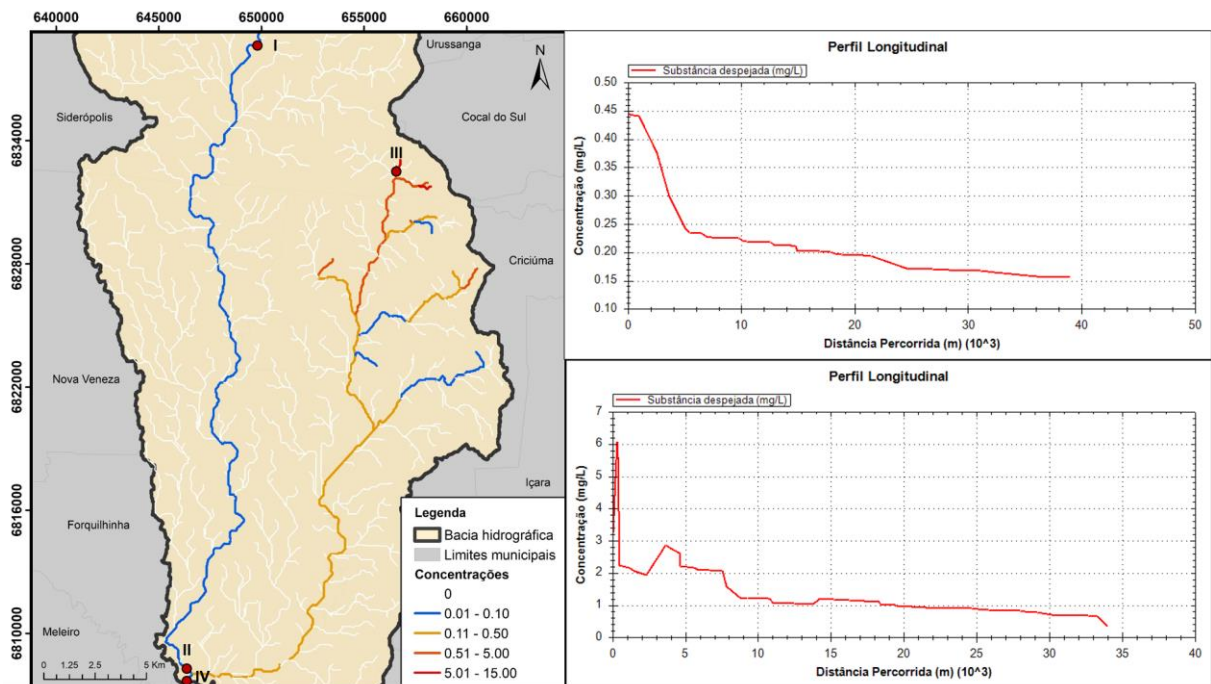 640000 645000 650000 655000 660000
6834000
6828000
6822000
6816000
6810000
N
Urussanga
I
Siderópolis
Cocal do Sul
III
Criciúma
Nova Veneza
Içara
Forquilhinha
Meleiro
II
IV
0 1.25 2.5 5 Km
Legenda
Bacia hidrográfica
Limites municipais
Concentrações
0
0.01 - 0.10
0.11 - 0.50
0.51 - 5.00
5.01 - 15.00
Perfil Longitudinal
Substância despejada (mg/L)
Concentração (mg/L)
0.50
0.45
0.40
0.35
0.30
0.25
0.20
0.15
0.10
0 10 20 30 40 50
Distância Percorrida (m) (10^3)
Perfil Longitudinal
Substância despejada (mg/L)
Concentração (mg/L)
7
6
5
4
3
2
1
0
0 5 10 15 20 25 30 35 40
Distância Percorrida (m) (10^3)